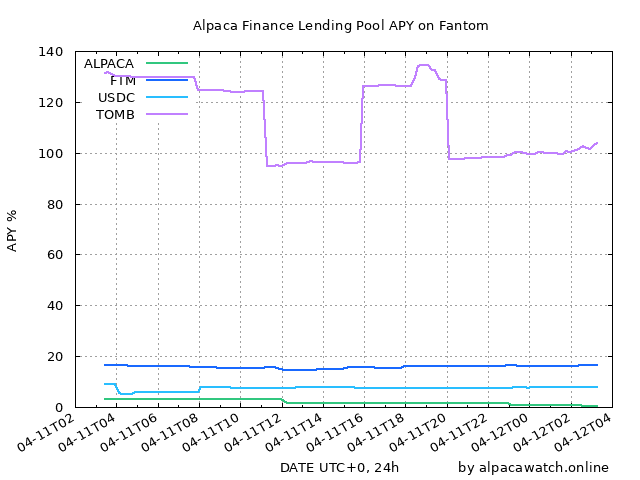 Alpaca Finance Lending Pool APY on Fantom
140
120
100
80
60
40
20
0
APY %
ALPACA
FTM
USDC
TOMB
04-11T02
04-11T04
04-11T06
04-11T08
04-11T10
04-11T12
04-11T14
04-11T16
04-11T18
04-11T20
04-11T22
04-12T00
04-12T02
04-12T04
DATE UTC+0, 24h
by alpacawatch.online